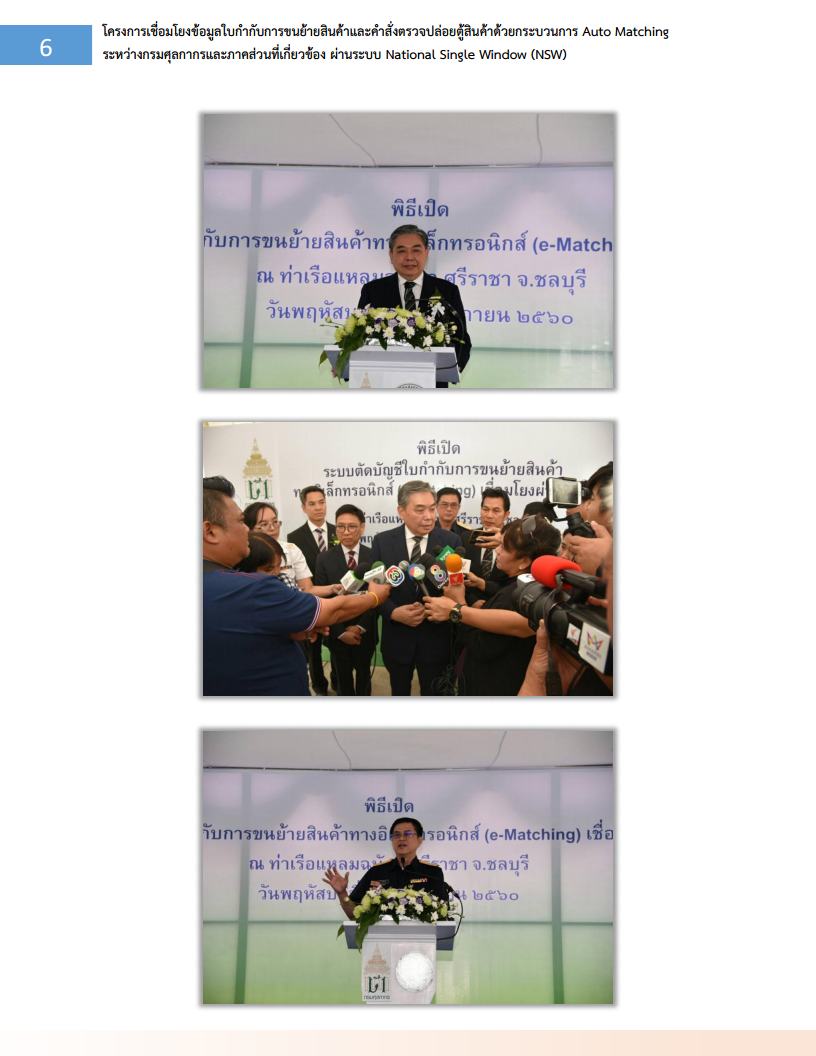 6
โครงการเชื่อมโยงข้อมูลใบกำกับการขนย้ายสินค้าและคำสั่งตรวจปล่อยตู้สินค้าด้วยกระบวนการ Auto Matching
ระหว่างกรมศุลกากรและภาคส่วนที่เกี่ยวข้อง ผ่านระบบ National Single Window (NSW)
พิธีเปิด
กับการขนย้ายสินค้าทาง เล็กทรอนิกส์ (e-Match
ณ ท่าเรือแหลม ศรีราชา จ.ชลบุรี
วันพฤหัส ายน ๒๕๖๐
พิธีเปิด
ระบบตัดบัญชีใบกำกับการขนย้ายสินค้า
เล็กทรอนิกส์ ing) เชื่อมโยง
ท่าเรือแห ศรีรา
พิธีเปิด
กับการขนย้ายสินค้าทางอิ ทรอนิกส์ (e-Matching) เชื่อ
ณ ท่าเรือแหลมฉบั รีราชา จ.ชลบุรี
วันพฤหัส ยน ๒๕๖๐
กรมศุลกากร